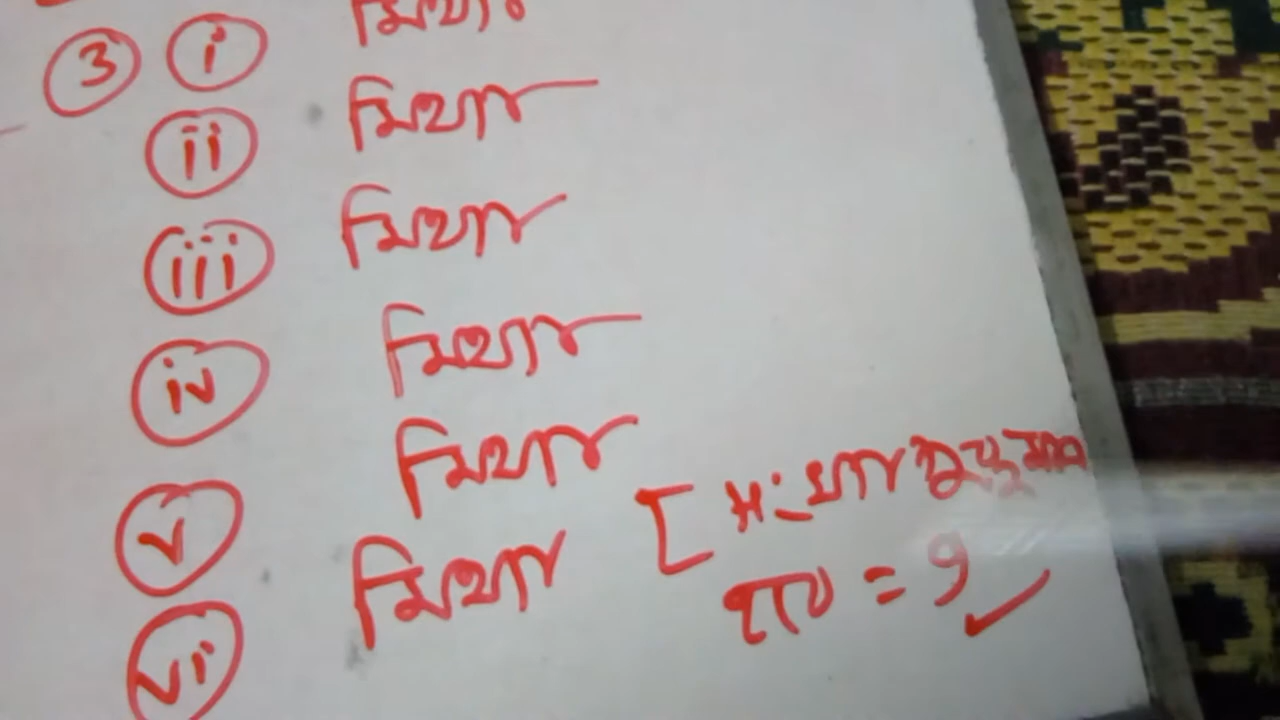 3 i মিথ্যা
ii মিথ্যা
iii মিথ্যা
iv মিথ্যা
v মিথ্যা
vi মিথ্যা [
= 9 ✓